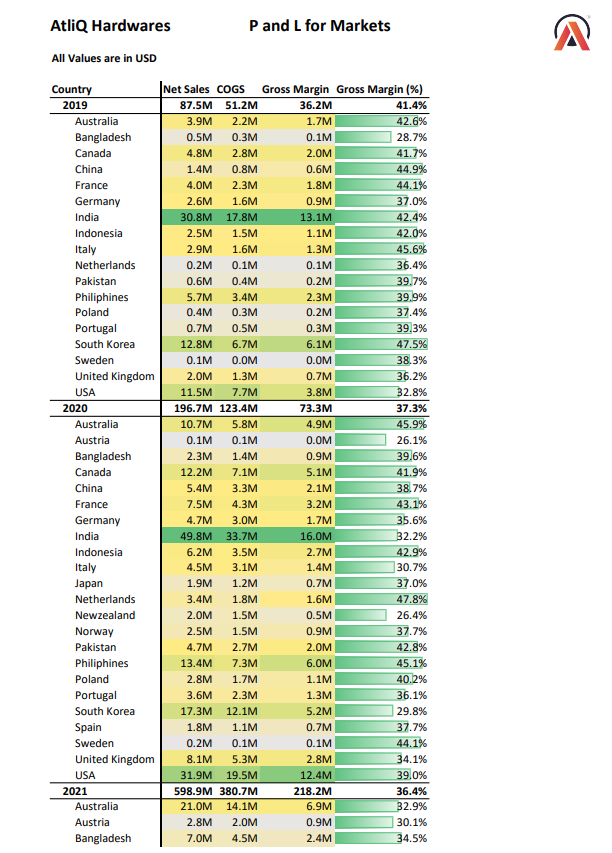 AtliQ Hardwares P and L for Markets
All Values are in USD
Country Net Sales COGS Gross Margin Gross Margin (%)
2019 87.5M 51.2M 36.2M 41.4%
Australia 3.9M 2.2M 1.7M 42.6%
Bangladesh 0.5M 0.3M 0.1M 28.7%
Canada 4.8M 2.8M 2.0M 41.7%
China 1.4M 0.8M 0.6M 44.9%
France 4.0M 2.3M 1.8M 44.1%
Germany 2.6M 1.6M 0.9M 37.0%
India 30.8M 17.8M 13.1M 42.4%
Indonesia 2.5M 1.5M 1.1M 42.0%
Italy 2.9M 1.6M 1.3M 45.6%
Netherlands 0.2M 0.1M 0.1M 36.4%
Pakistan 0.6M 0.4M 0.2M 39.7%
Philiphines 5.7M 3.4M 2.3M 39.9%
Poland 0.4M 0.3M 0.2M 37.4%
Portugal 0.7M 0.5M 0.3M 39.3%
South Korea 12.8M 6.7M 6.1M 47.5%
Sweden 0.1M 0.0M 0.0M 38.3%
United Kingdom 2.0M 1.3M 0.7M 36.2%
USA 11.5M 7.7M 3.8M 32.8%
2020 196.7M 123.4M 73.3M 37.3%
Australia 10.7M 5.8M 4.9M 45.9%
Austria 0.1M 0.1M 0.0M 26.1%
Bangladesh 2.3M 1.4M 0.9M 39.6%
Canada 12.2M 7.1M 5.1M 41.9%
China 5.4M 3.3M 2.1M 38.7%
France 7.5M 4.3M 3.2M 43.1%
Germany 4.7M 3.0M 1.7M 35.6%
India 49.8M 33.7M 16.0M 32.2%
Indonesia 6.2M 3.5M 2.7M 42.9%
Italy 4.5M 3.1M 1.4M 30.7%
Japan 1.9M 1.2M 0.7M 37.0%
Netherlands 3.4M 1.8M 1.6M 47.8%
Newzealand 2.0M 1.5M 0.5M 26.4%
Norway 2.5M 1.5M 0.9M 37.7%
Pakistan 4.7M 2.7M 2.0M 42.8%
Philiphines 13.4M 7.3M 6.0M 45.1%
Poland 2.8M 1.7M 1.1M 40.2%
Portugal 3.6M 2.3M 1.3M 36.1%
South Korea 17.3M 12.1M 5.2M 29.8%
Spain 1.8M 1.1M 0.7M 37.7%
Sweden 0.2M 0.1M 0.1M 44.1%
United Kingdom 8.1M 5.3M 2.8M 34.1%
USA 31.9M 19.5M 12.4M 39.0%
2021 598.9M 380.7M 218.2M 36.4%
Australia 21.0M 14.1M 6.9M 32.9%
Austria 2.8M 2.0M 0.9M 30.1%
Bangladesh 7.0M 4.5M 2.4M 34.5%